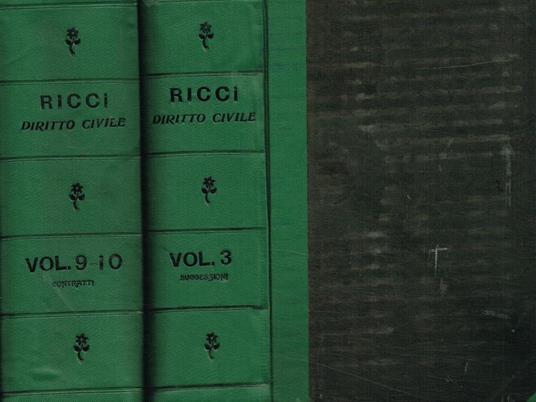 RICCI
DIRITTO CIVILE
VOL. 9-10
CONTRATTI
RICCI
DIRITTO CIVILE
VOL. 3
SUCCESSIONI